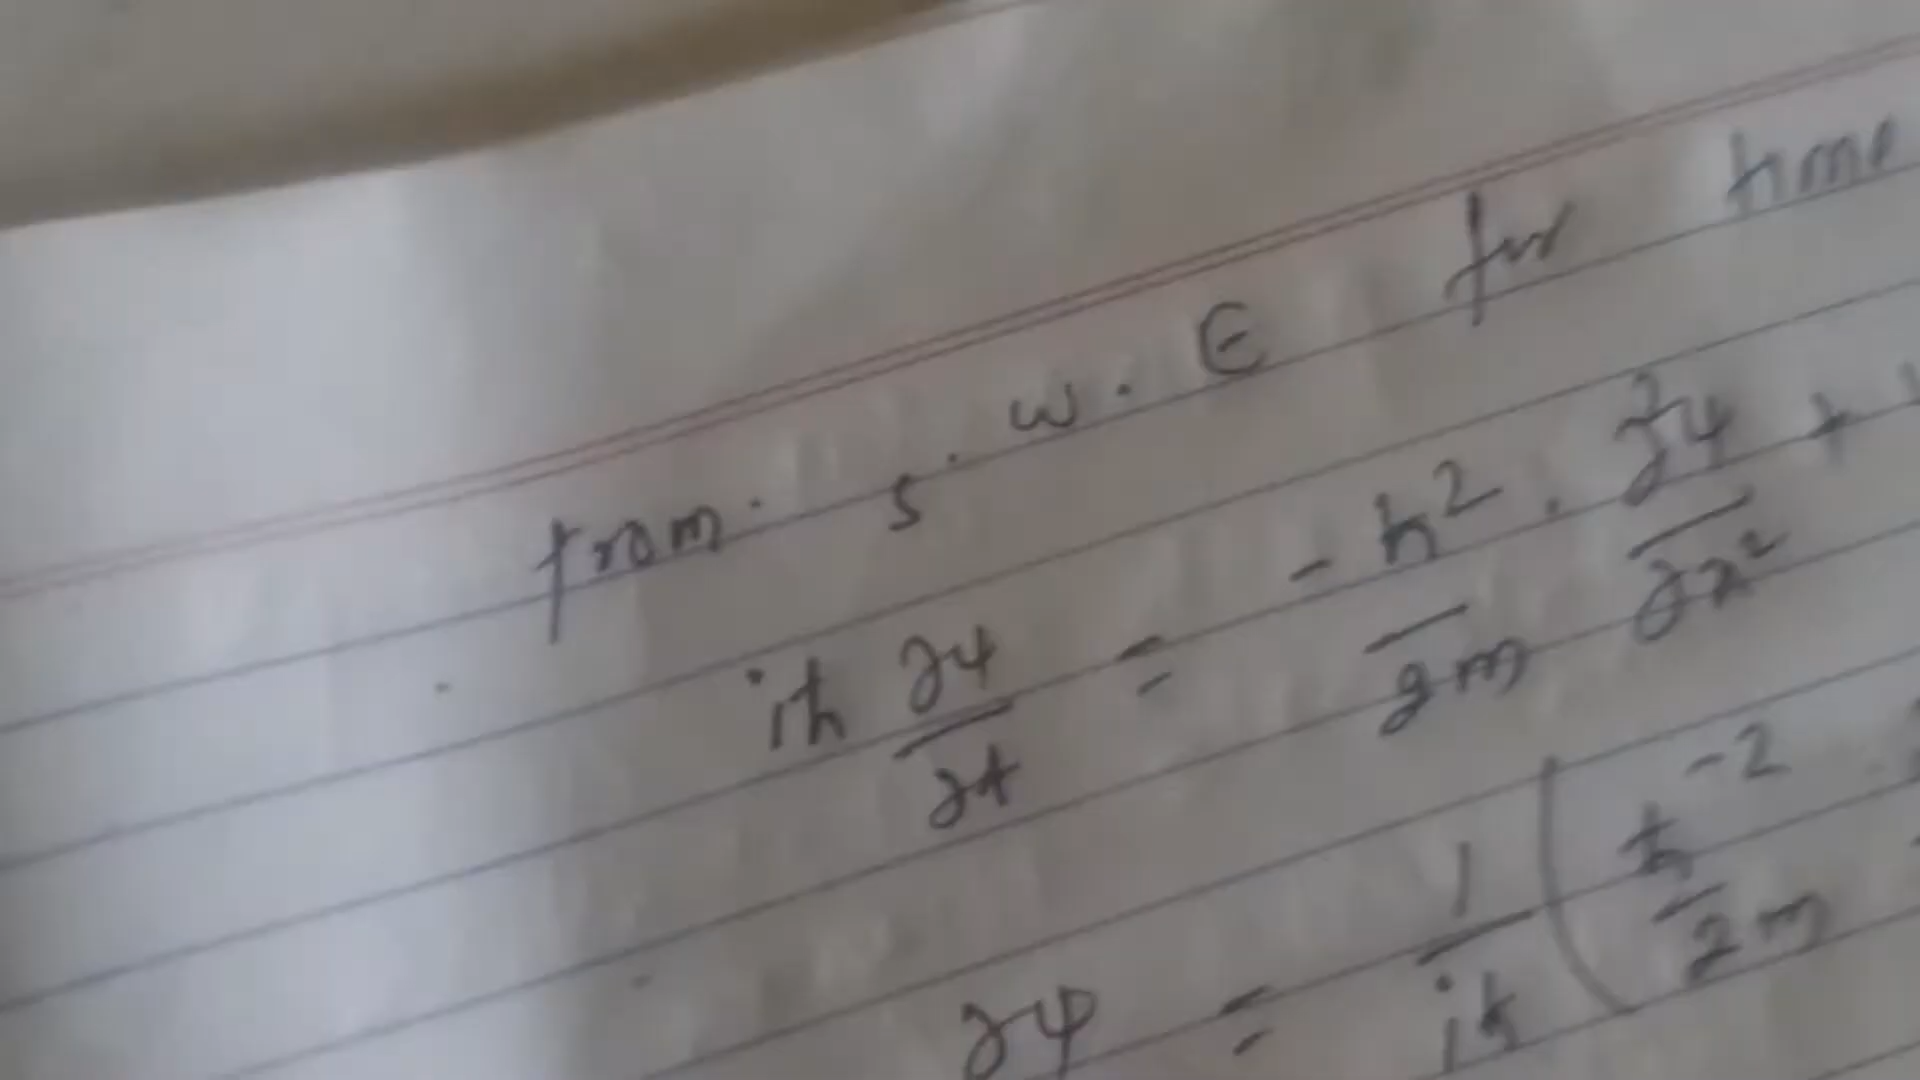 from. S. W. E for time
iħ ∂ψ/∂t = -ħ²/2m · ∂²ψ/∂x² +
∂ψ = 1/iħ ( ħ⁻²/2m